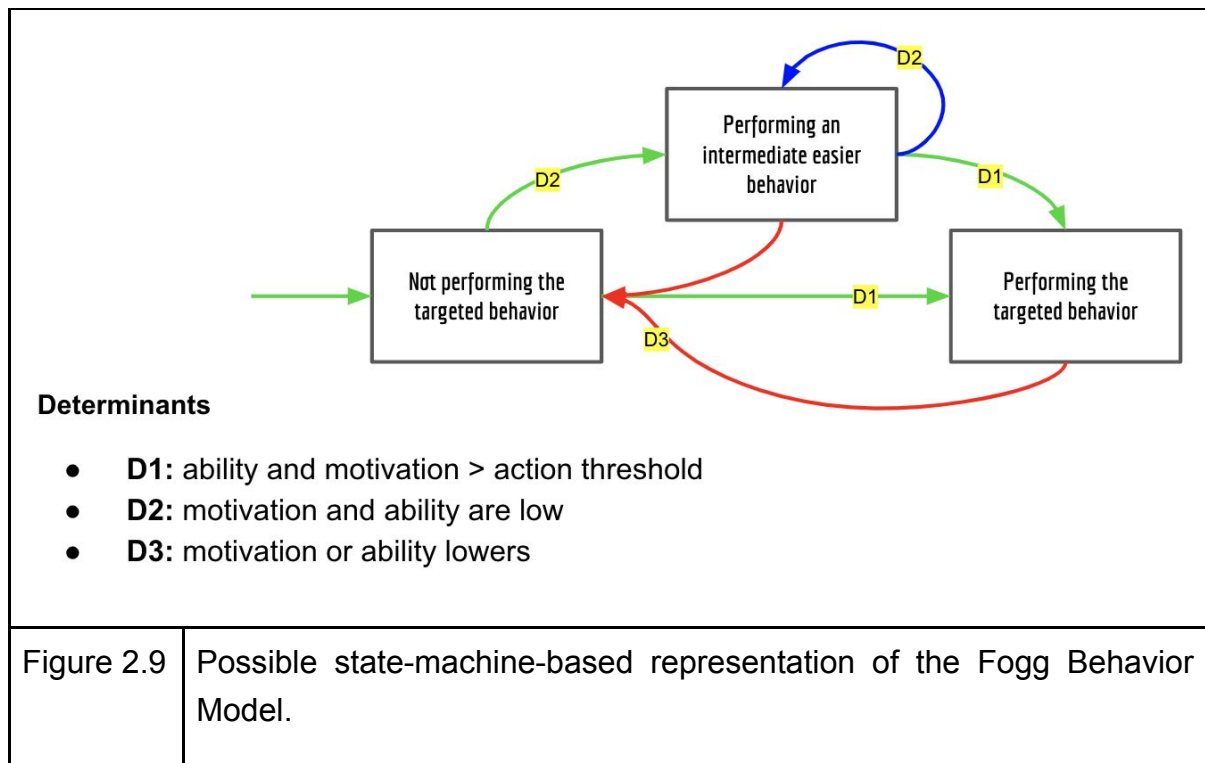 D2
Performing an
intermediate easier
behavior
D2
D1
Not performing the
targeted behavior
D1
Performing the
targeted behavior
D3
Determinants
● D1: ability and motivation > action threshold
● D2: motivation and ability are low
● D3: motivation or ability lowers
Figure 2.9
Possible state-machine-based representation of the Fogg Behavior
Model.